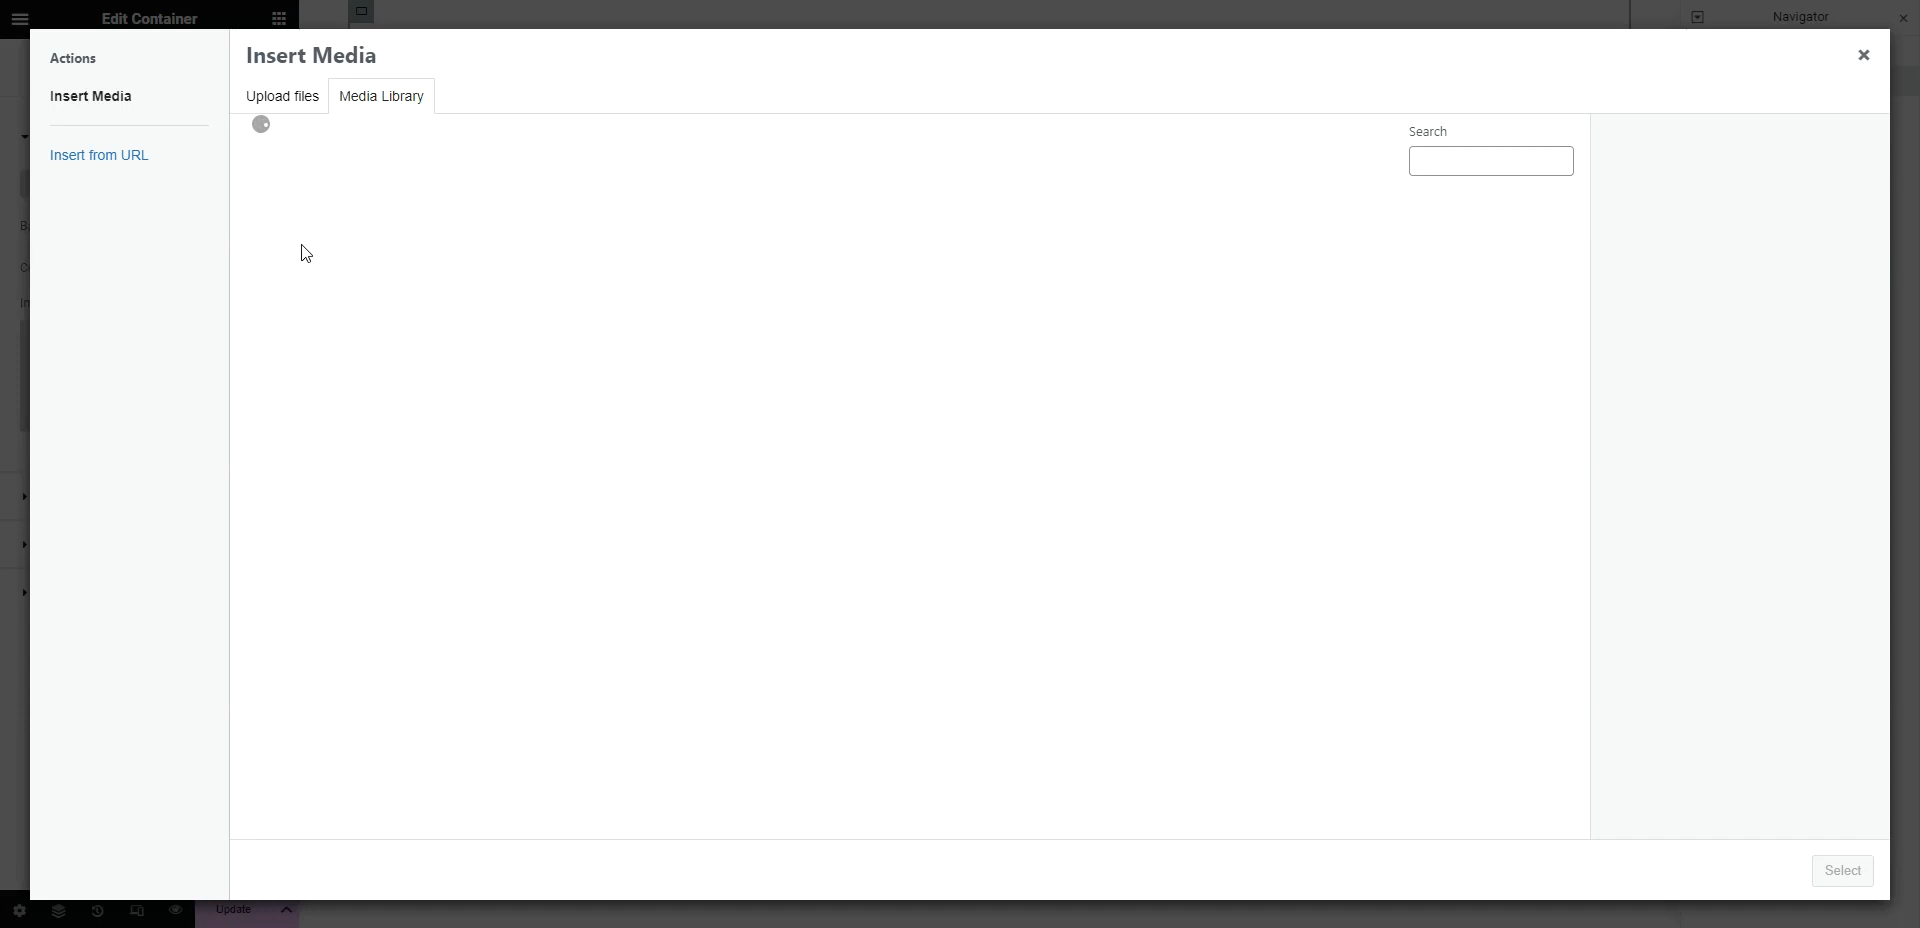 Edit Container
Navigator
Actions
Insert Media
Insert from URL
Insert Media
Upload files
Media Library
Search
Select
Update